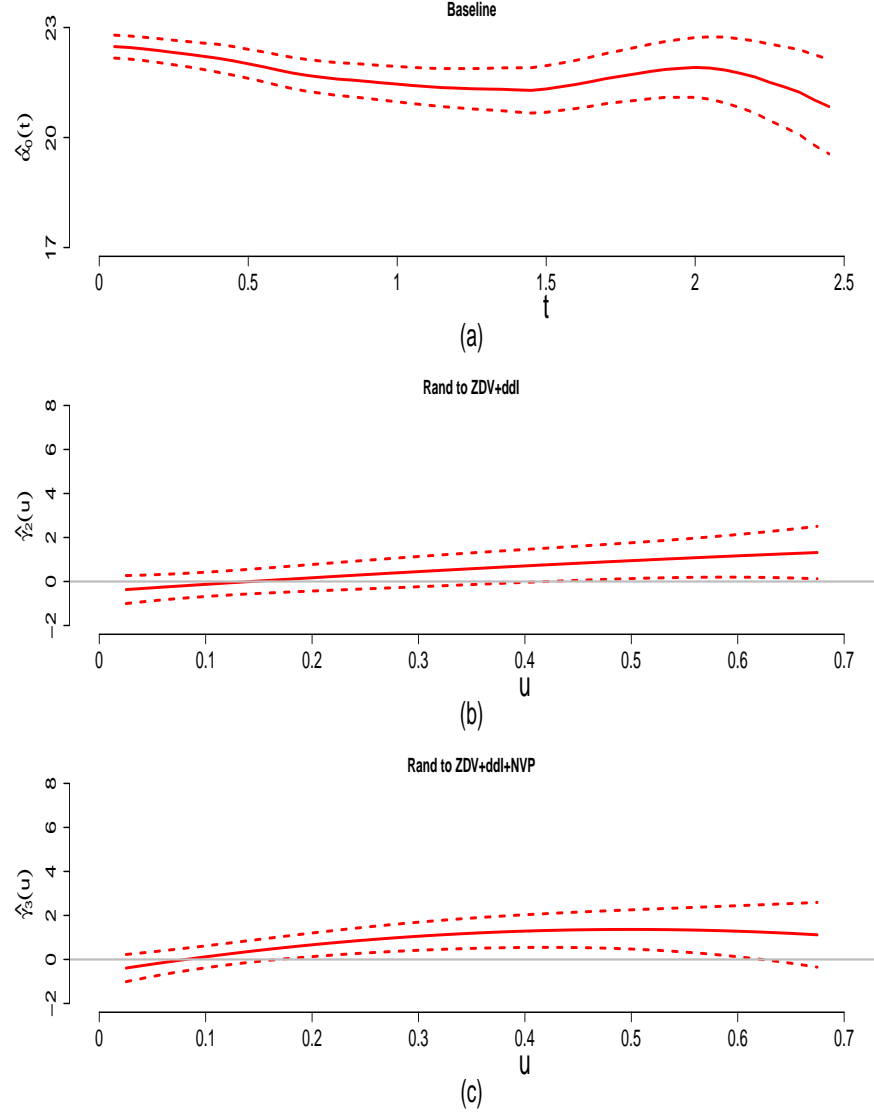 Baseline
23
20
17
α̂₀(t)
0 0.5 1 1.5 2 2.5
t
(a)
Rand to ZDV+ddI
8
6
4
2
0
−2
γ̂₂(u)
0 0.1 0.2 0.3 0.4 0.5 0.6 0.7
u
(b)
Rand to ZDV+ddI+NVP
8
6
4
2
0
−2
γ̂₃(u)
0 0.1 0.2 0.3 0.4 0.5 0.6 0.7
u
(c)